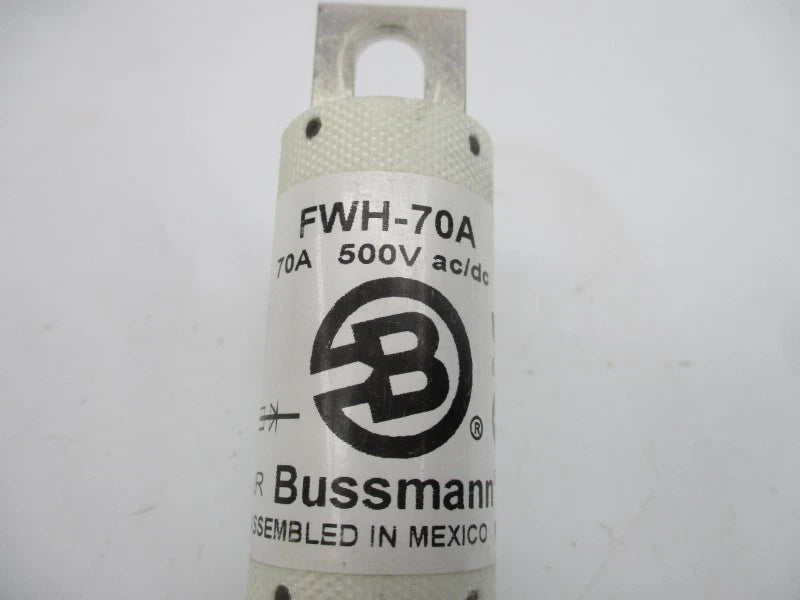 FWH-70A
70A 500V ac/dc
B
®
R Bussmann
SSEMBLED IN MEXICO